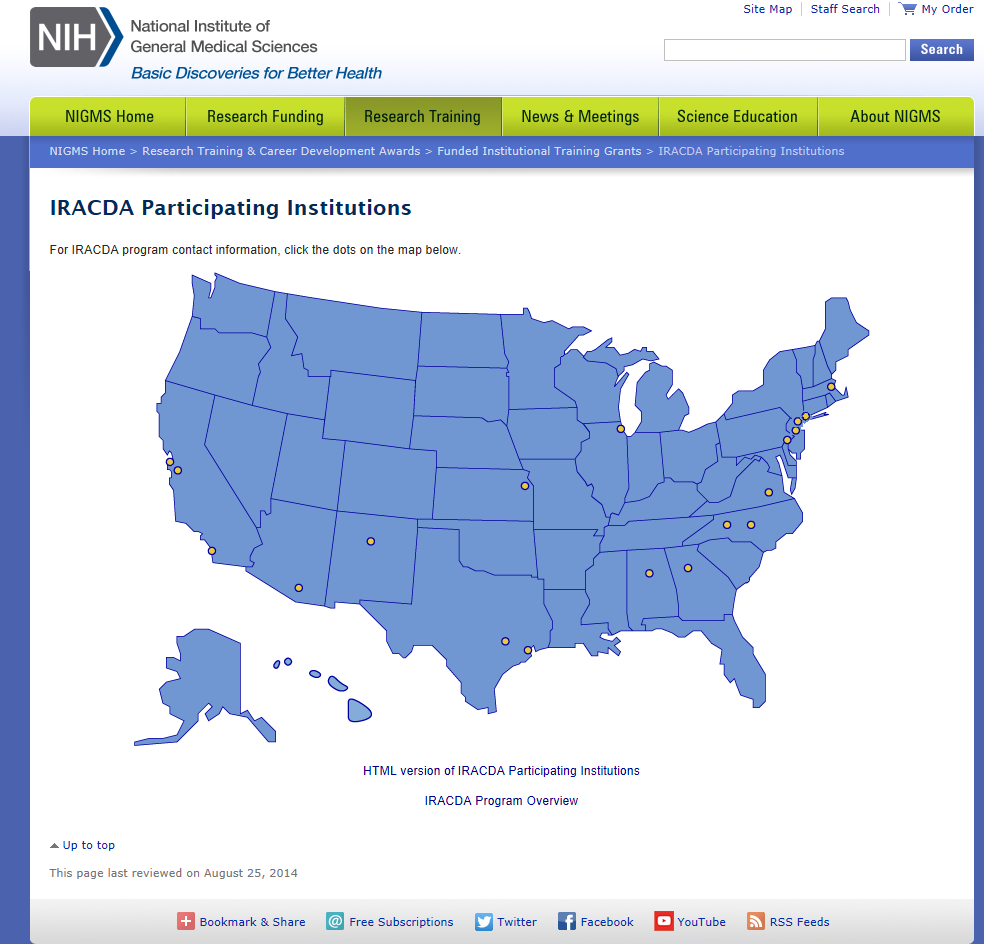 Site Map
Staff Search
My Order
NIH
National Institute of
General Medical Sciences
Basic Discoveries for Better Health
Search
NIGMS Home
Research Funding
Research Training
News & Meetings
Science Education
About NIGMS
NIGMS Home > Research Training & Career Development Awards > Funded Institutional Training Grants > IRACDA Participating Institutions
IRACDA Participating Institutions
For IRACDA program contact information, click the dots on the map below.
HTML version of IRACDA Participating Institutions
IRACDA Program Overview
Up to top
This page last reviewed on August 25, 2014
Bookmark & Share
@ Free Subscriptions
Twitter
Facebook
YouTube
RSS Feeds